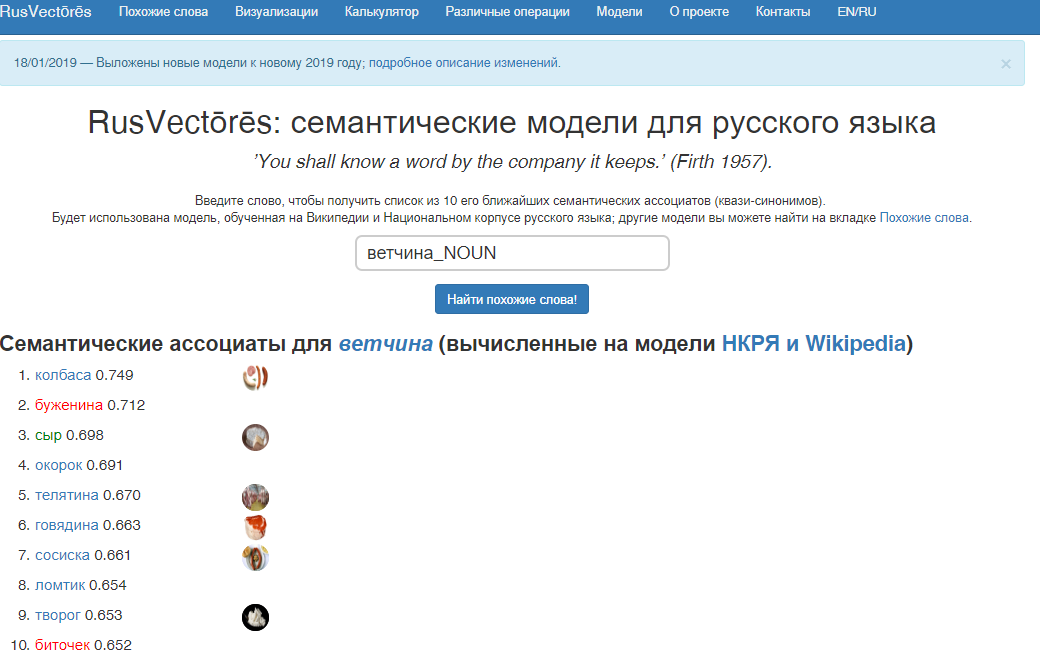 RusVectōrēs Похожие слова Визуализации Калькулятор Различные операции Модели О проекте Контакты EN/RU
18/01/2019 — Выложены новые модели к новому 2019 году; подробное описание изменений. ×
RusVectōrēs: семантические модели для русского языка
’You shall know a word by the company it keeps.’ (Firth 1957).
Введите слово, чтобы получить список из 10 его ближайших семантических ассоциатов (квази-синонимов).
Будет использована модель, обученная на Википедии и Национальном корпусе русского языка; другие модели вы можете найти на вкладке Похожие слова.
ветчина_NOUN
Найти похожие слова!
Семантические ассоциаты для ветчина (вычисленные на модели НКРЯ и Wikipedia)
1. колбаса 0.749
2. буженина 0.712
3. сыр 0.698
4. окорок 0.691
5. телятина 0.670
6. говядина 0.663
7. сосиска 0.661
8. ломтик 0.654
9. творог 0.653
10. биточек 0.652